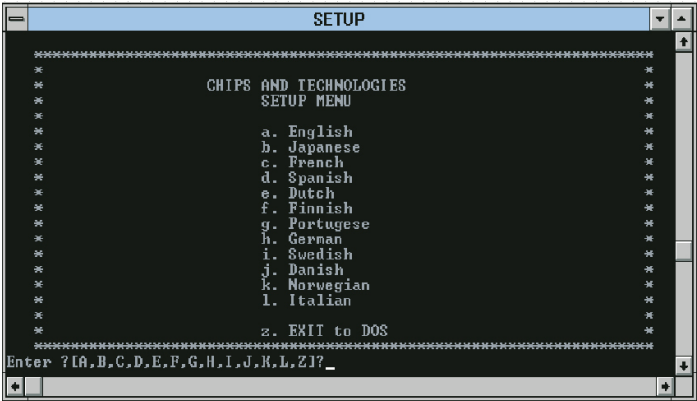 SETUP
*********************************************************************
* *
* CHIPS AND TECHNOLOGIES *
* SETUP MENU *
* *
* a. English *
* b. Japanese *
* c. French *
* d. Spanish *
* e. Dutch *
* f. Finnish *
* g. Portugese *
* h. German *
* i. Swedish *
* j. Danish *
* k. Norwegian *
* l. Italian *
* *
* z. EXIT to DOS *
*********************************************************************
Enter ?[A,B,C,D,E,F,G,H,I,J,K,L,Z]?_